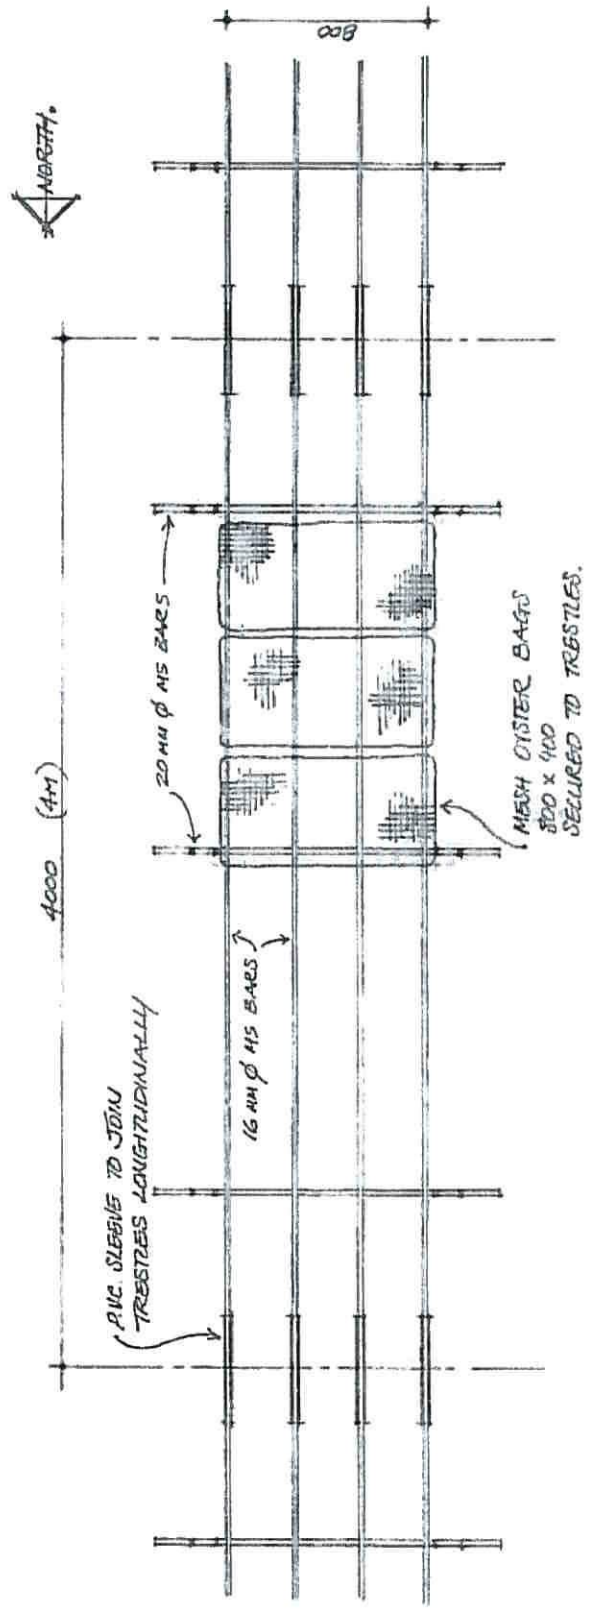 NORTH.
800
4000 (4M)
P.V.C. SLEEVE TO JOIN
TRESTLES LONGITUDINALLY
16 MM Ø MS BARS
20 MM Ø MS BARS
MESH OYSTER BAGS
800 x 400
SECURED TO TRESTLES.